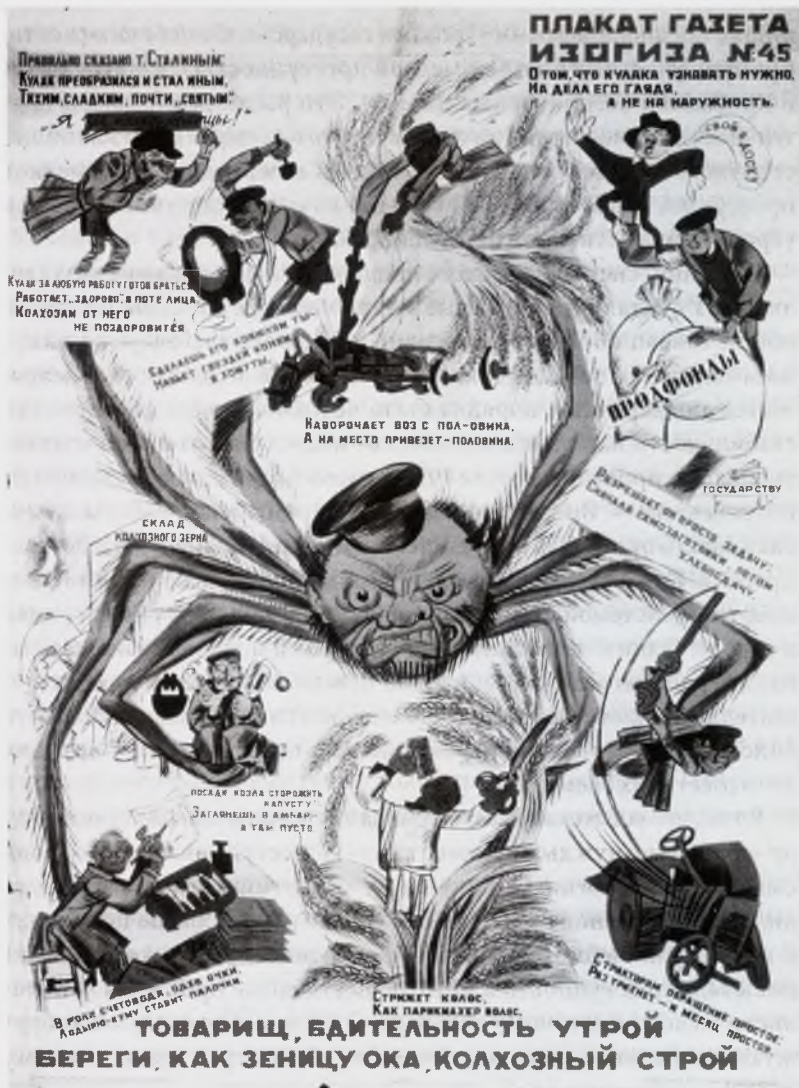 ПЛАКАТ ГАЗЕТА
ИЗОГИЗА №45
О ТОМ, ЧТО КУЛАКА УЗНАВАТЬ НУЖНО,
НА ДЕЛА ЕГО ГЛЯДЯ,
А НЕ НА НАРУЖНОСТЬ.
ПРАВИЛЬНО СКАЗАНО Т. СТАЛИНЫМ:
КУЛАК ПРЕОБРАЗИЛСЯ И СТАЛ ИНЫМ,
ТИХИМ, СЛАДКИМ, ПОЧТИ „СВЯТЫМ“
СВОЙ В ДОСКУ
КУЛАК ЗА ЛЮБУЮ РАБОТУ ГОТОВ БРАТЬСЯ
РАБОТАЕТ „ЗДОРОВО“, В ПОТЕ ЛИЦА,
КОЛХОЗАМ ОТ НЕГО
НЕ ПОЗДОРОВИТСЯ
СДЕЛАЕШЬ ЕГО КОНЮХОМ ТЫ-
НАБЬЕТ ГВОЗДЕЙ КОНЯМ
В ХОМУТЫ.
НАВОРОЧАЕТ ВОЗ С ПОЛ-ОВИНА,
А НА МЕСТО ПРИВЕЗЕТ-ПОЛОВИНА.
ПРОДФОНДЫ
ГОСУДАРСТВУ
РАЗРЕШАЕТ ОН ПРОСТО ЗАДАЧУ:
СНАЧАЛА САМОЗАГОТОВКИ, ПОТОМ
ХЛЕБОСДАЧУ.
СКЛАД
КОЛХОЗНОГО ЗЕРНА
ПОСАДИ КОЗЛА СТОРОЖИТЬ
КАПУСТУ
ЗАГЛЯНЕШЬ В АМБАР,
А ТАМ ПУСТО
В РОЛИ СЧЕТОВОДА, ОДЕВ ОЧКИ,
ЛОДЫРЮ-КУМУ СТАВИТ ПАЛОЧКИ.
СТРИЖЕТ КОЛОС,
КАК ПАРИКМАХЕР ВОЛОС.
С ТРАКТОРОМ ОБРАЩЕНИЕ ПРОСТОЕ:
РАЗ ТРЯХНЕТ - И МЕСЯЦ ПРОСТОЯ
ТОВАРИЩ, БДИТЕЛЬНОСТЬ УТРОЙ
БЕРЕГИ, КАК ЗЕНИЦУ ОКА, КОЛХОЗНЫЙ СТРОЙ